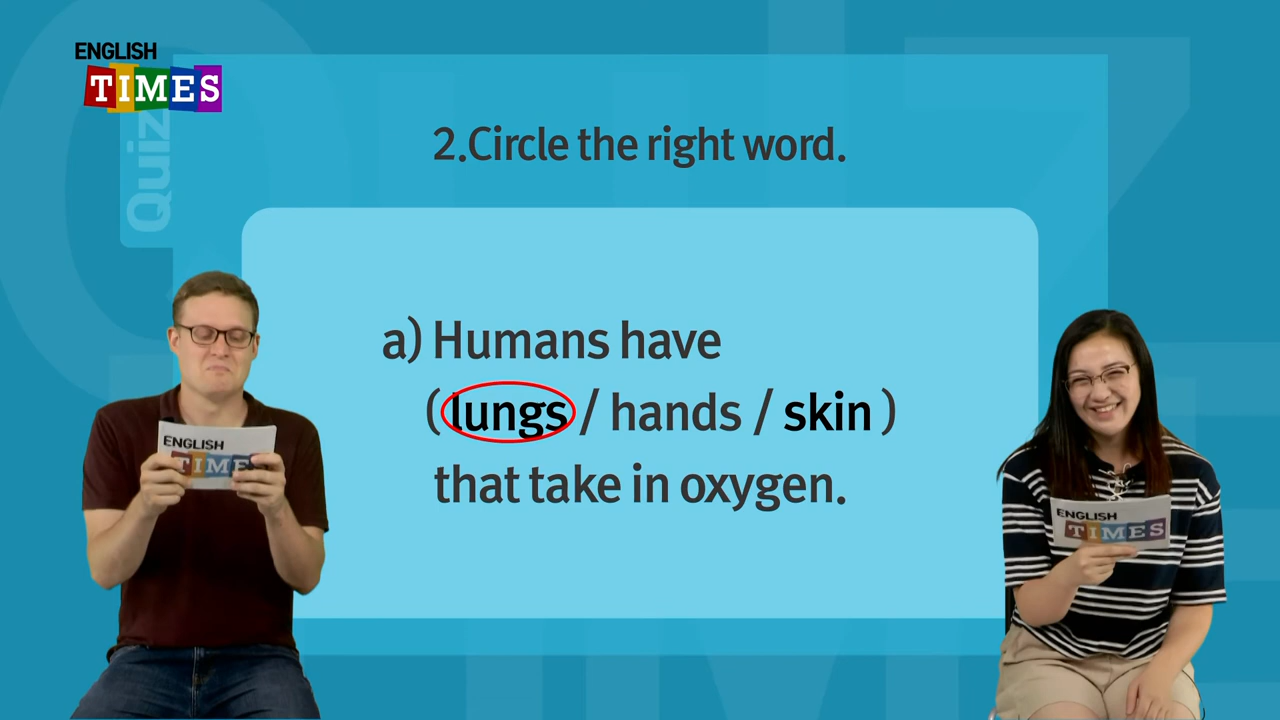 ENGLISH
TIMES
Quiz
2.Circle the right word.
a) Humans have
(lungs / hands / skin )
that take in oxygen.
ENGLISH
TIME
ENGLISH
TIMES